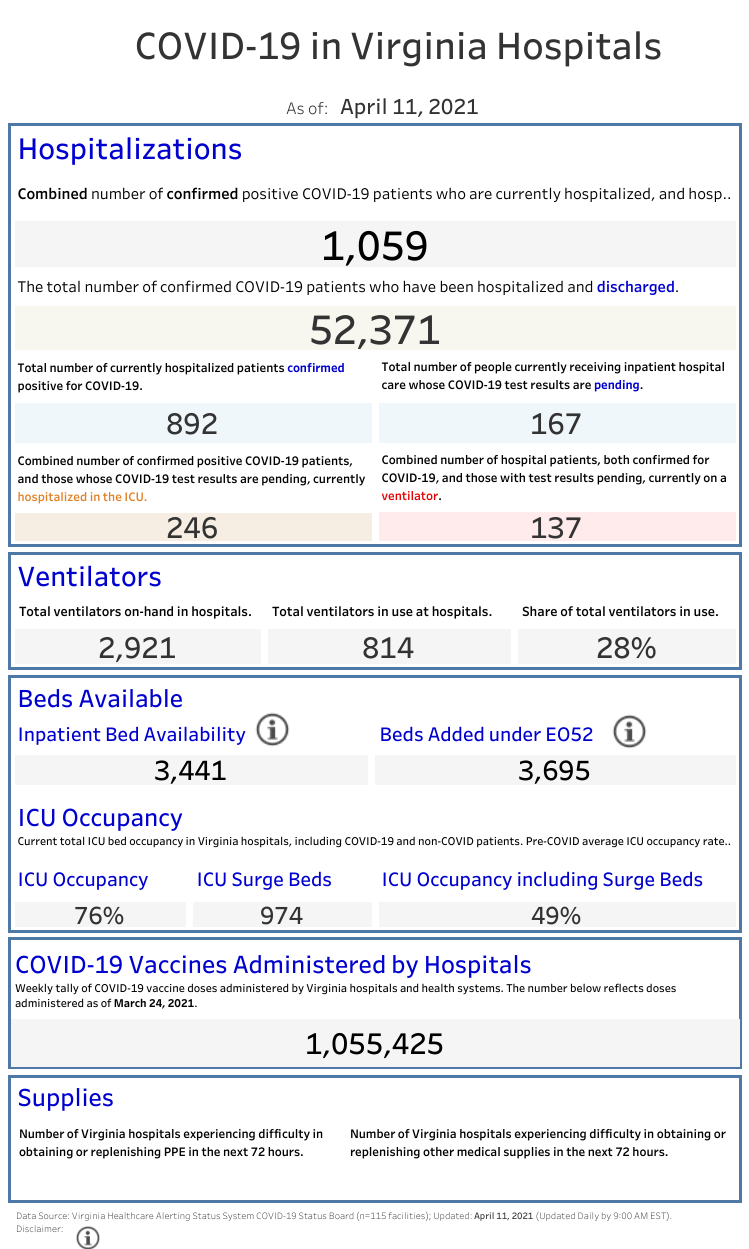 COVID-19 in Virginia Hospitals
As of: April 11, 2021
Hospitalizations
Combined number of confirmed positive COVID-19 patients who are currently hospitalized, and hosp..
1,059
The total number of confirmed COVID-19 patients who have been hospitalized and discharged.
52,371
Total number of currently hospitalized patients confirmed
positive for COVID-19.
892
Total number of people currently receiving inpatient hospital
care whose COVID-19 test results are pending.
167
Combined number of confirmed positive COVID-19 patients,
and those whose COVID-19 test results are pending, currently
hospitalized in the ICU.
246
Combined number of hospital patients, both confirmed for
COVID-19, and those with test results pending, currently on a
ventilator.
137
Ventilators
Total ventilators on-hand in hospitals.
2,921
Total ventilators in use at hospitals.
814
Share of total ventilators in use.
28%
Beds Available
Inpatient Bed Availability
3,441
Beds Added under EO52
3,695
ICU Occupancy
Current total ICU bed occupancy in Virginia hospitals, including COVID-19 and non-COVID patients. Pre-COVID average ICU occupancy rate..
ICU Occupancy
76%
ICU Surge Beds
974
ICU Occupancy including Surge Beds
49%
COVID-19 Vaccines Administered by Hospitals
Weekly tally of COVID-19 vaccine doses administered by Virginia hospitals and health systems. The number below reflects doses
administered as of March 24, 2021.
1,055,425
Supplies
Number of Virginia hospitals experiencing difficulty in
obtaining or replenishing PPE in the next 72 hours.
Number of Virginia hospitals experiencing difficulty in obtaining or
replenishing other medical supplies in the next 72 hours.
Data Source: Virginia Healthcare Alerting Status System COVID-19 Status Board (n=115 facilities); Updated: April 11, 2021 (Updated Daily by 9:00 AM EST).
Disclaimer: